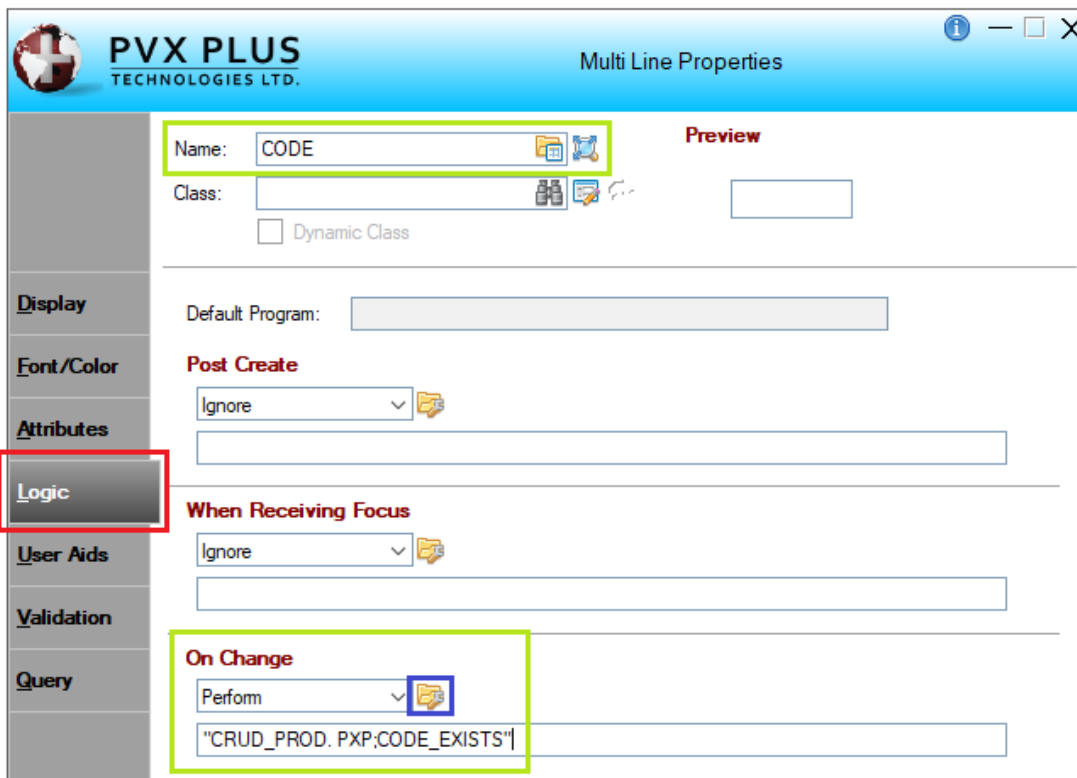 PVX PLUS
TECHNOLOGIES LTD.
Multi Line Properties
Name: CODE
Preview
Class:
Dynamic Class
Display
Default Program:
Font/Color
Post Create
Ignore
Attributes
Logic
When Receiving Focus
User Aids
Ignore
Validation
On Change
Query
Perform
"CRUD_PROD. PXP;CODE_EXISTS"